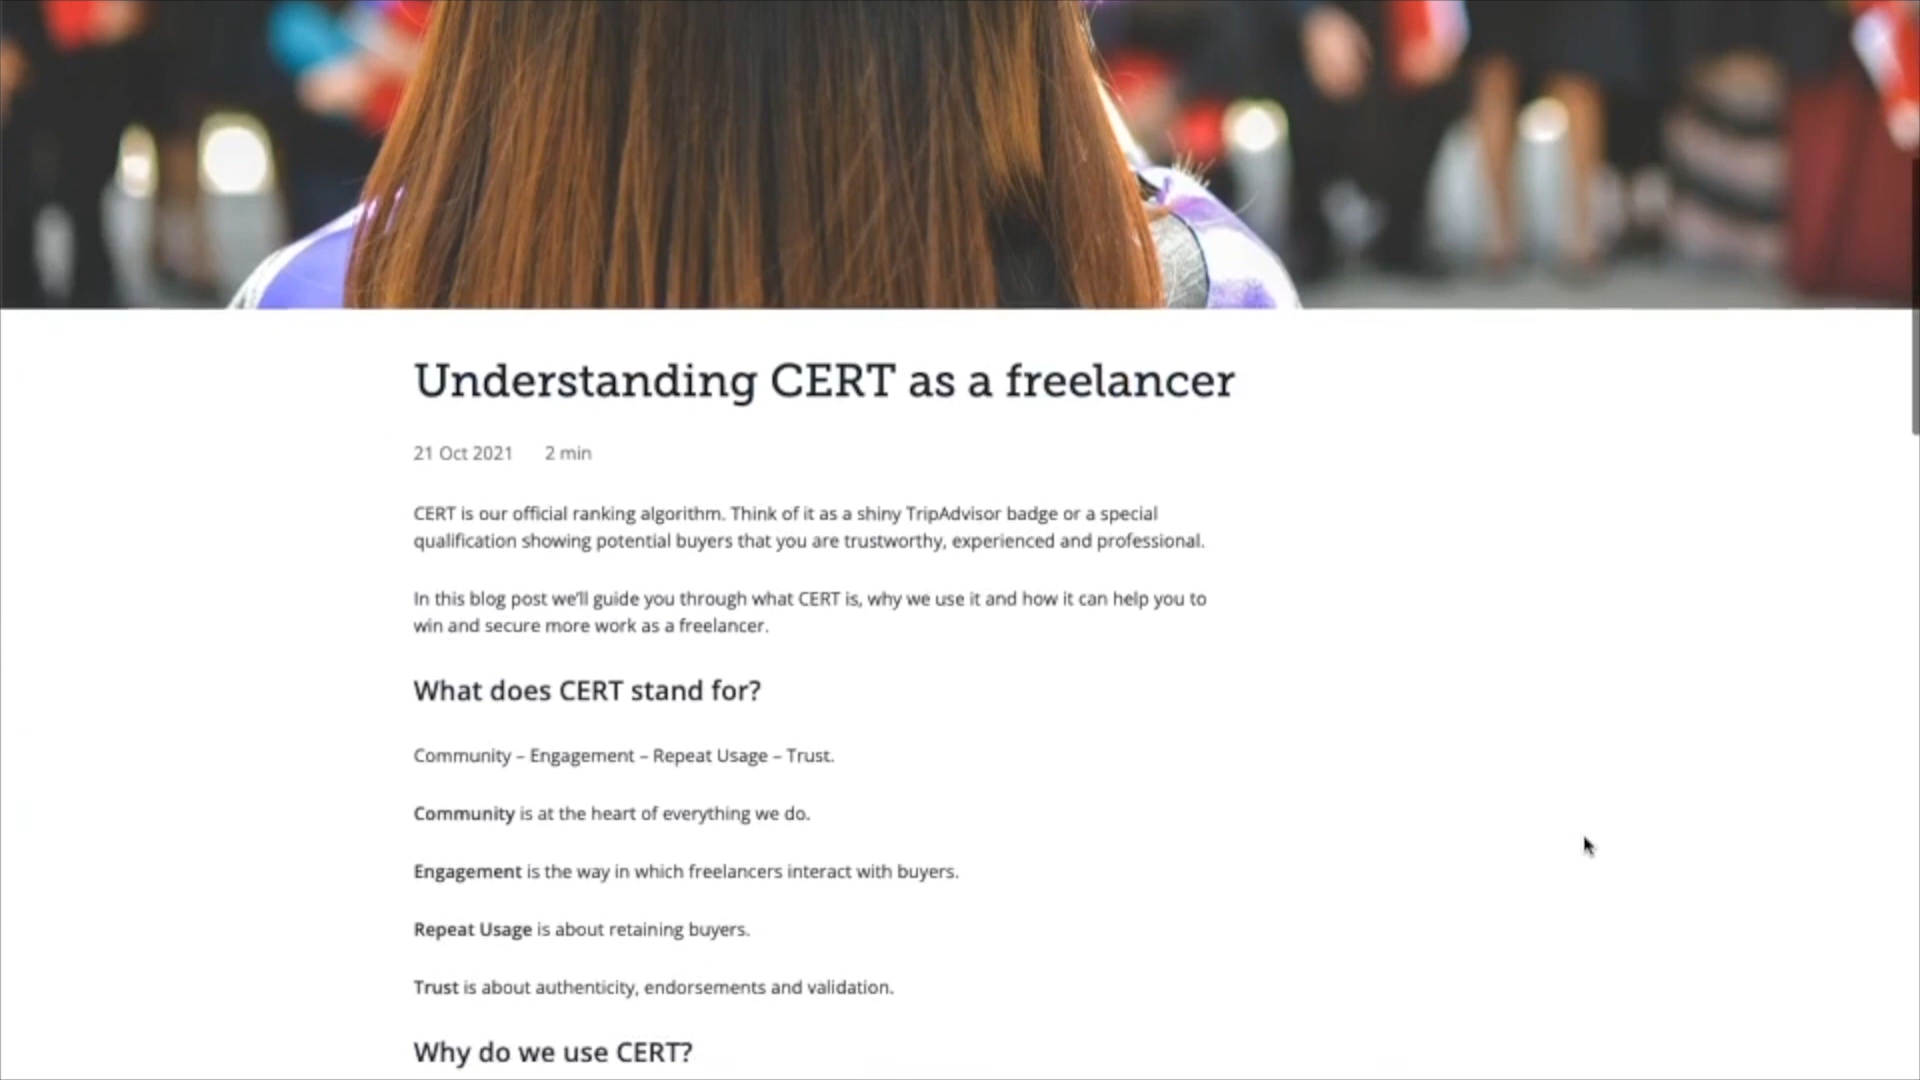 Understanding CERT as a freelancer
21 Oct 2021 2 min
CERT is our official ranking algorithm. Think of it as a shiny TripAdvisor badge or a special
qualification showing potential buyers that you are trustworthy, experienced and professional.
In this blog post we'll guide you through what CERT is, why we use it and how it can help you to
win and secure more work as a freelancer.
What does CERT stand for?
Community – Engagement – Repeat Usage – Trust.
Community is at the heart of everything we do.
Engagement is the way in which freelancers interact with buyers.
Repeat Usage is about retaining buyers.
Trust is about authenticity, endorsements and validation.
Why do we use CERT?